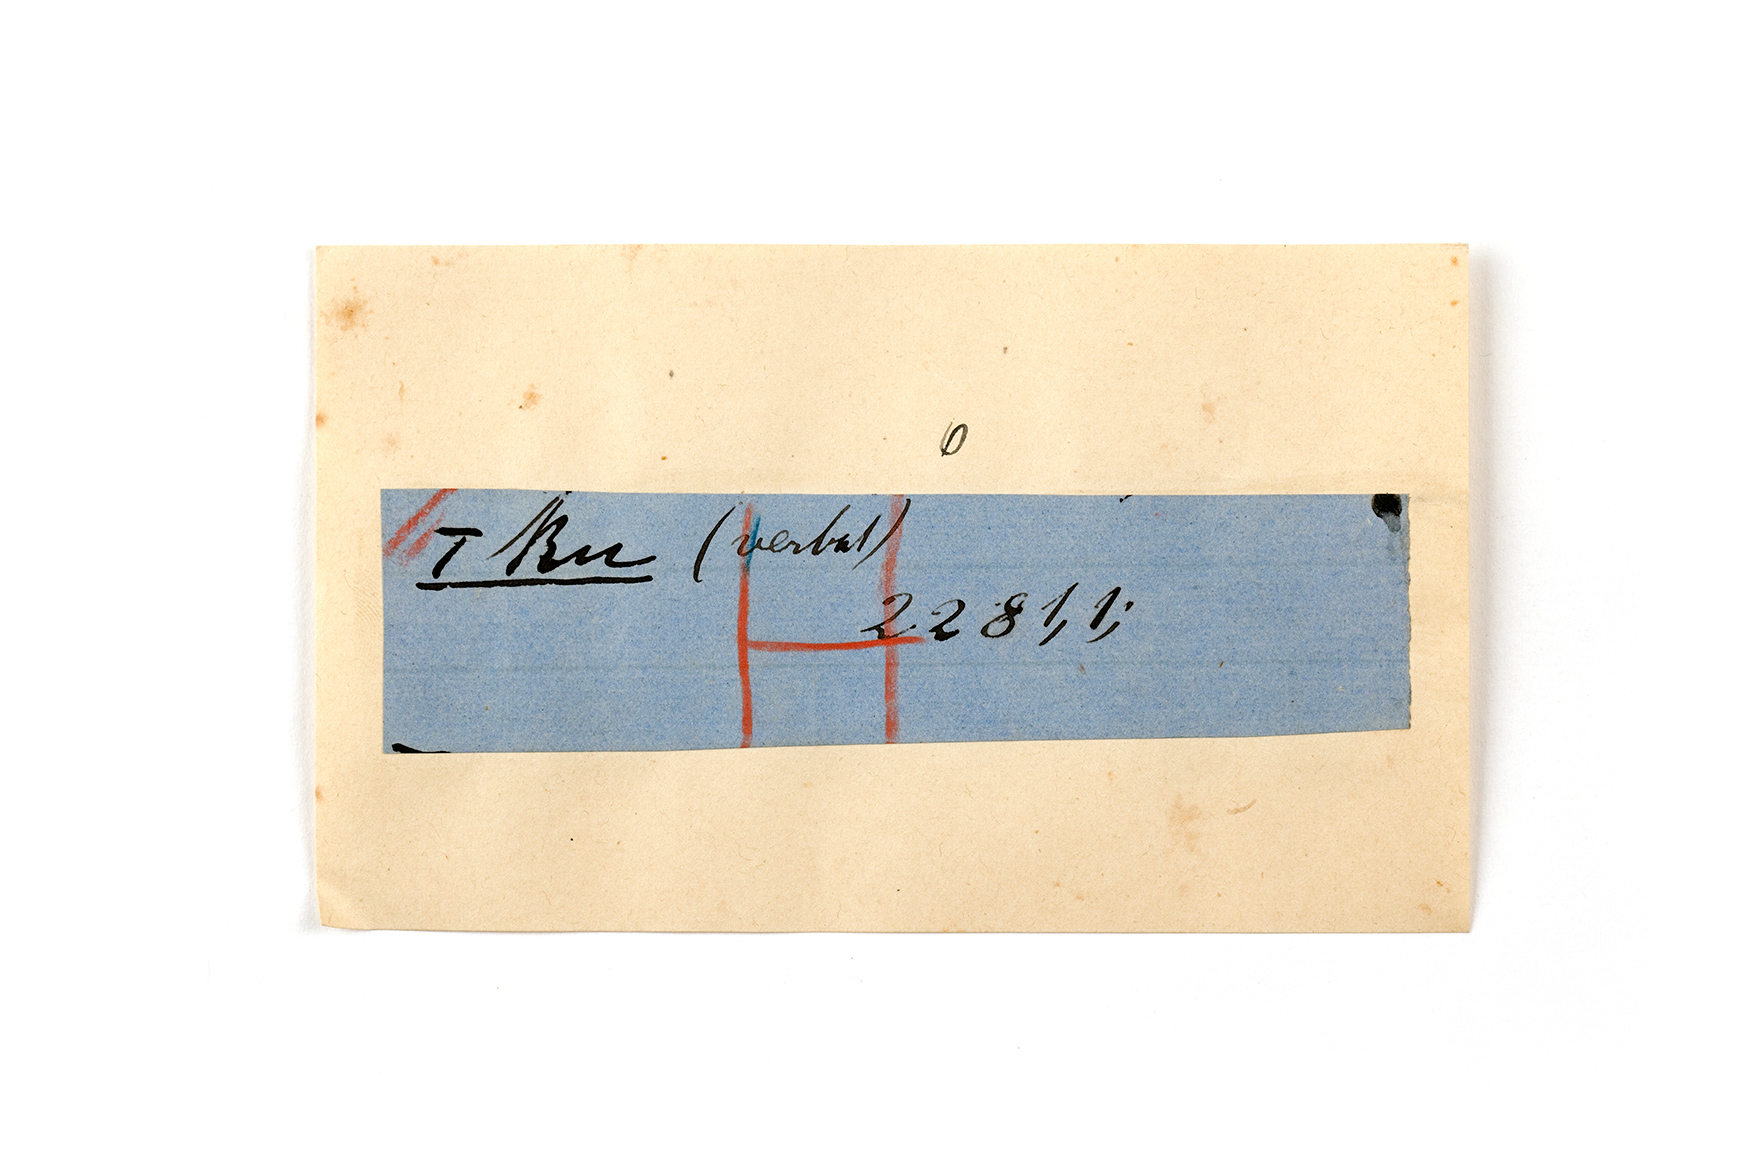 0
T Bu (verbal)
2281,1;